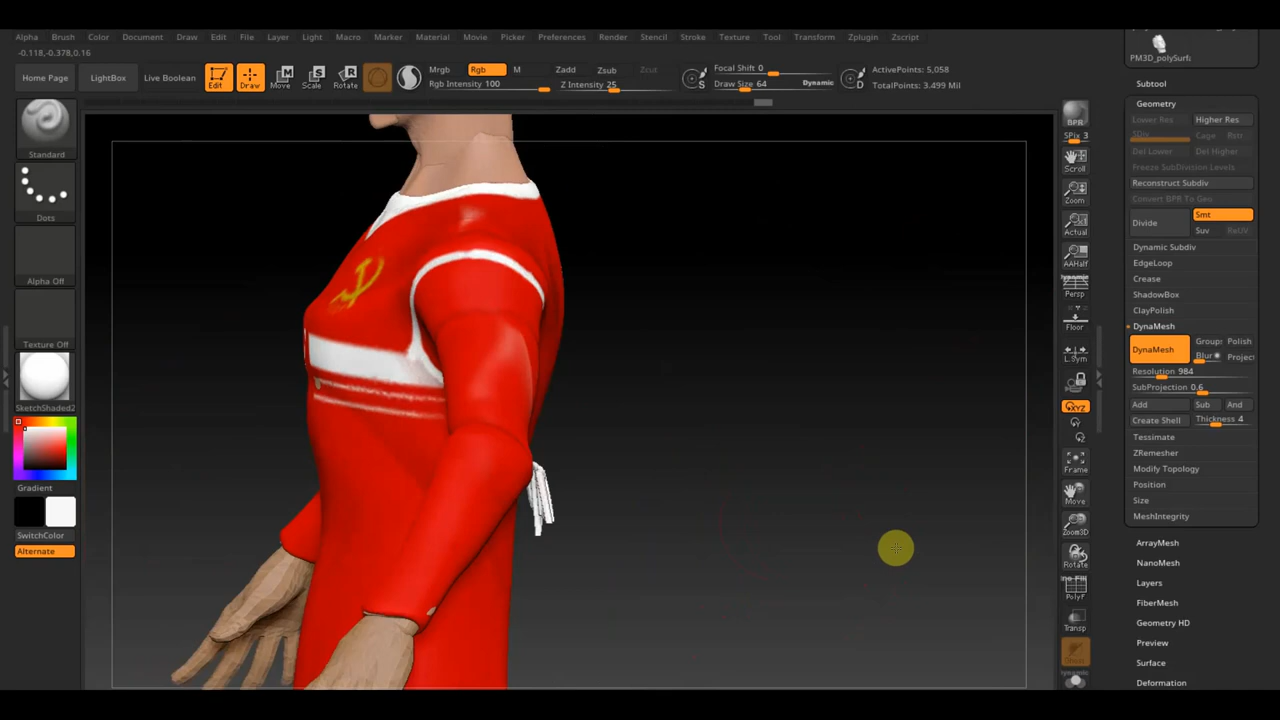 Alpha Brush Color Document Draw Edit File Layer Light Macro Marker Material Movie Picker Preferences Render Stencil Stroke Texture Tool Transform Zplugin Zscript
-0.118,-0.378,0.16
Home Page LightBox Live Boolean Edit Draw Move Scale Rotate
Mrgb Rgb M Zadd Zsub Zcut
Rgb Intensity 100 Z Intensity 25
Focal Shift 0
Draw Size 64 Dynamic
ActivePoints: 5,058
TotalPoints: 3.499 Mil
Standard
Dots
Alpha Off
Texture Off
SketchShaded2
Gradient
SwitchColor
Alternate
BPR
SPix 3
Scroll
Zoom
Actual
AAHalf
Dynamic
Persp
Floor
L.Sym
XYZ
Frame
Move
Zoom3D
Rotate
PolyF
Transp
Dynamic
Subtool
Geometry
Lower Res Higher Res
SDiv Cage Rstr
Del Lower Del Higher
Freeze SubDivision Levels
Reconstruct Subdiv
Convert BPR To Geo
Divide Smt
Suv ReUV
Dynamic Subdiv
EdgeLoop
Crease
ShadowBox
ClayPolish
DynaMesh
DynaMesh Groups Polish
Blur Project
Resolution 984
SubProjection 0.6
Add Sub And
Create Shell Thickness 4
Tessimate
ZRemesher
Modify Topology
Position
Size
MeshIntegrity
ArrayMesh
NanoMesh
Layers
FiberMesh
Geometry HD
Preview
Surface
Deformation